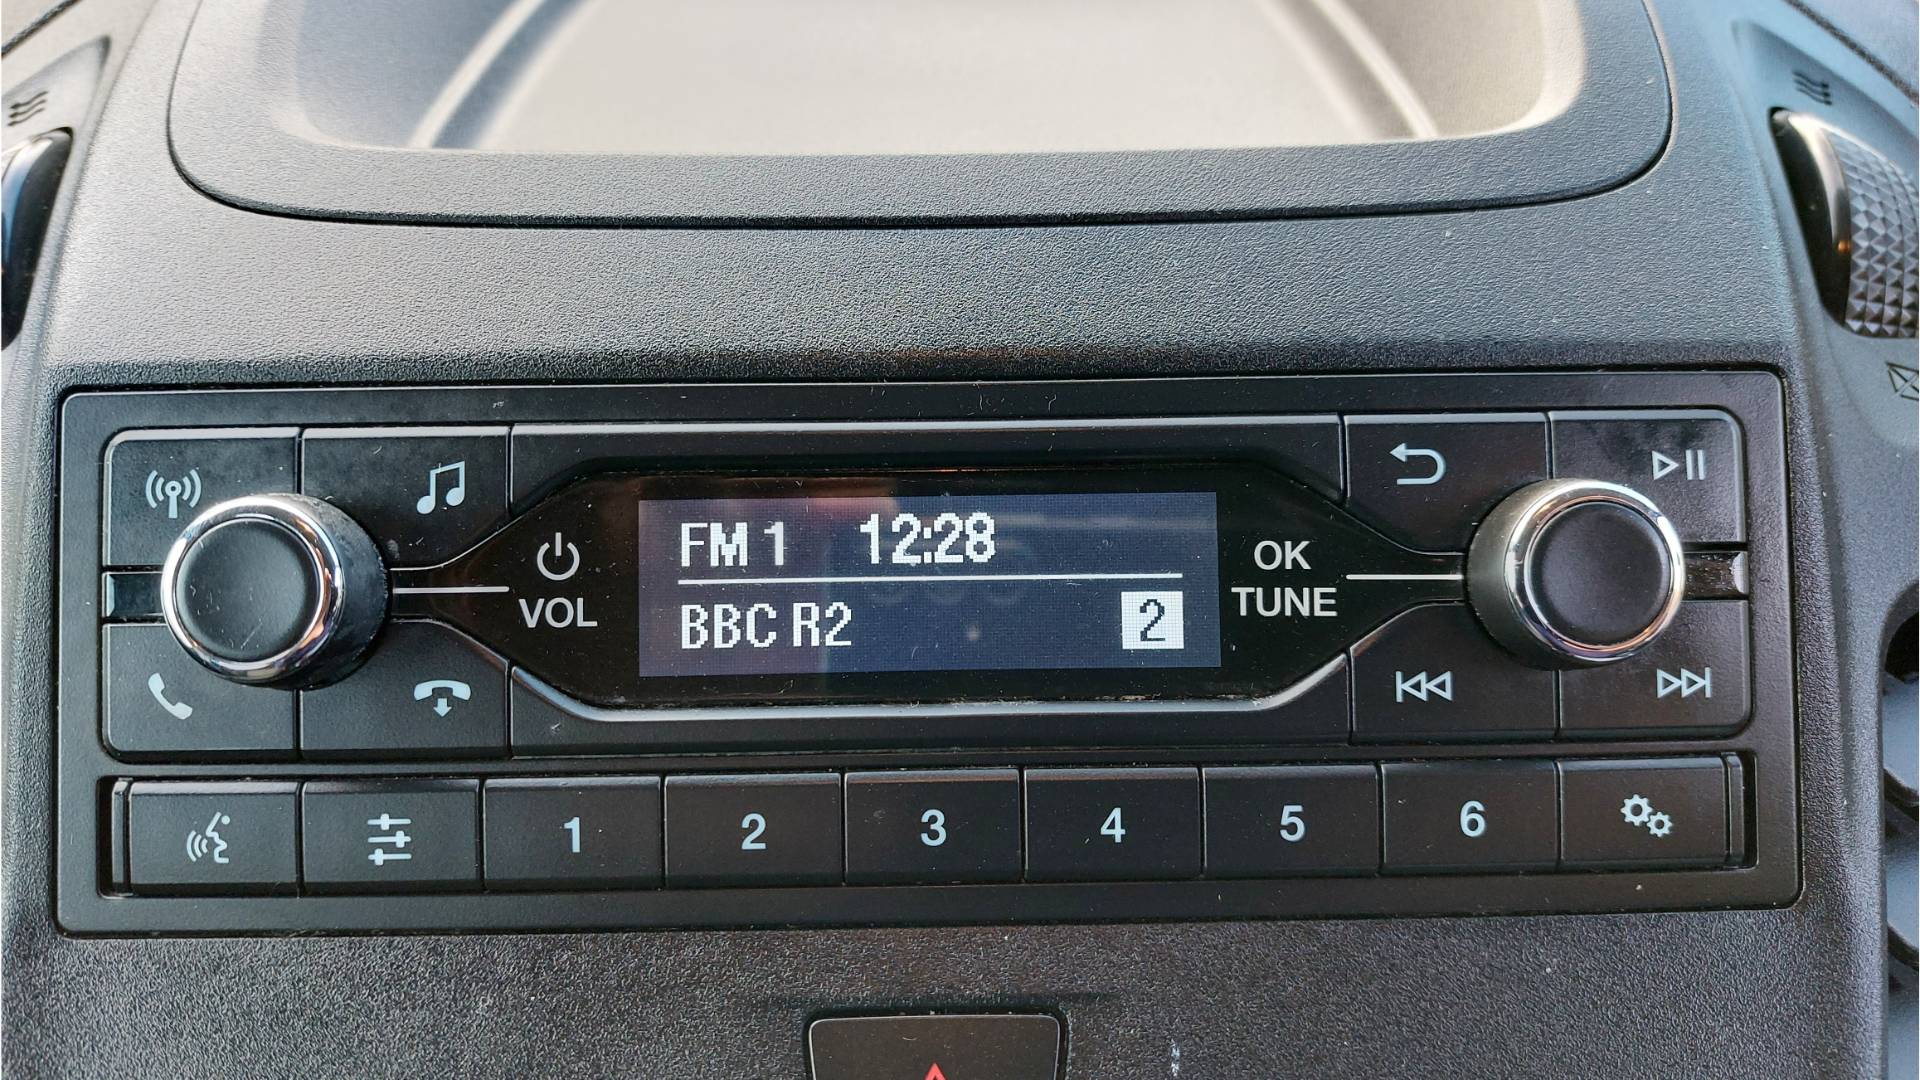 FM 1 12:28
BBC R2 2
VOL
OK
TUNE
1 2 3 4 5 6